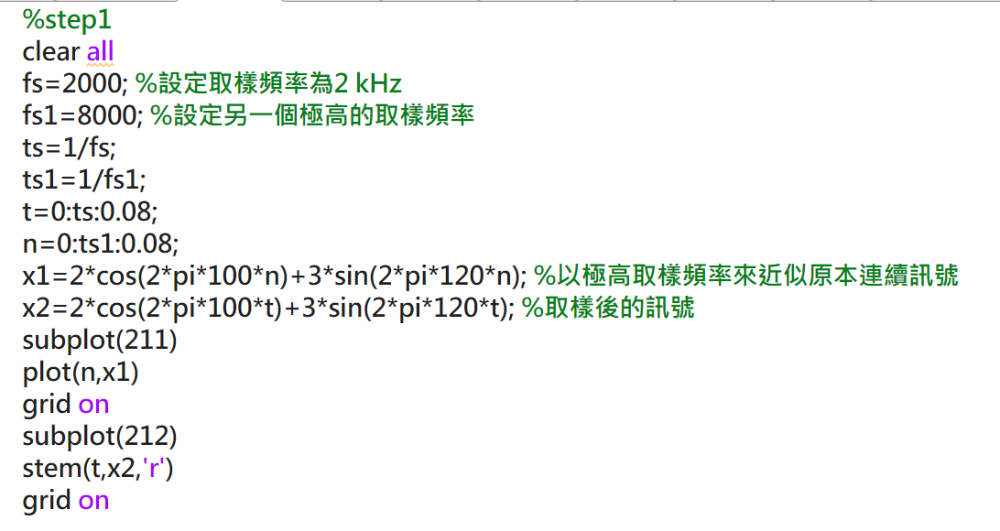 %step1
clear all
fs=2000; %設定取樣頻率為2 kHz
fs1=8000; %設定另一個極高的取樣頻率
ts=1/fs;
ts1=1/fs1;
t=0:ts:0.08;
n=0:ts1:0.08;
x1=2*cos(2*pi*100*n)+3*sin(2*pi*120*n); %以極高取樣頻率來近似原本連續訊號
x2=2*cos(2*pi*100*t)+3*sin(2*pi*120*t); %取樣後的訊號
subplot(211)
plot(n,x1)
grid on
subplot(212)
stem(t,x2,'r')
grid on